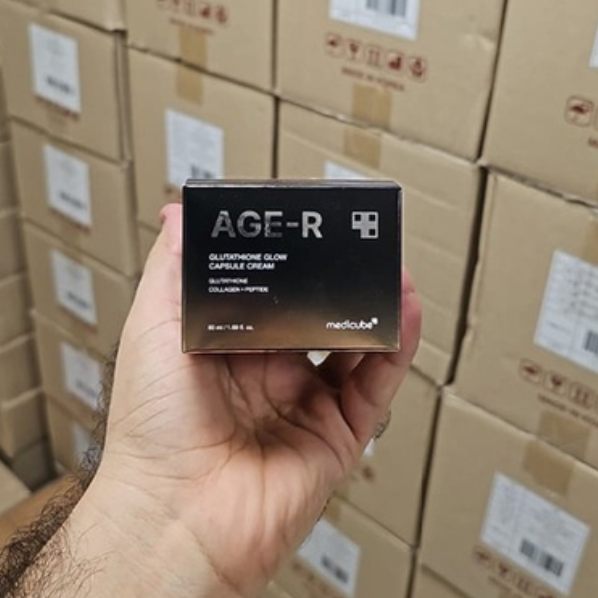 MADE IN KOREA
AGE-R
GLUTATHIONE GLOW
CAPSULE CREAM
GLUTATHIONE
COLLAGEN + PEPTIDE
50 ml / 1.69 fl. oz.
medicube